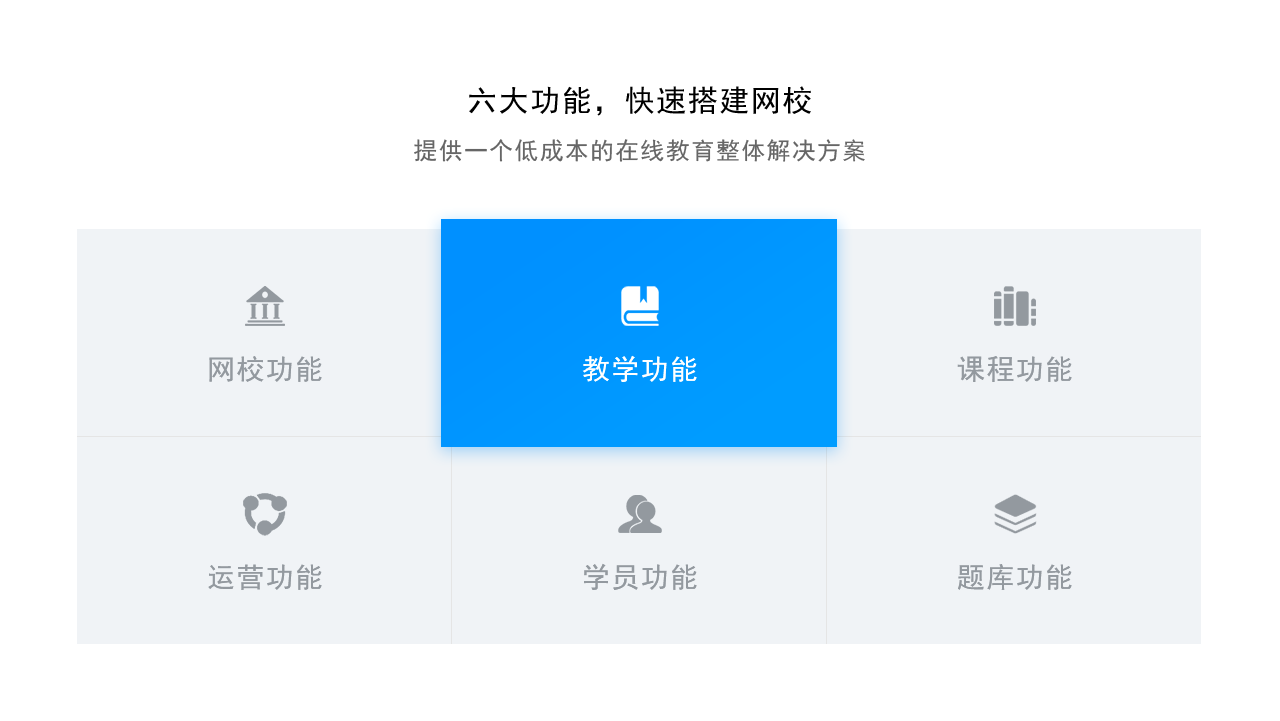 六大功能，快速搭建网校
提供一个低成本的在线教育整体解决方案
网校功能
教学功能
课程功能
运营功能
学员功能
题库功能